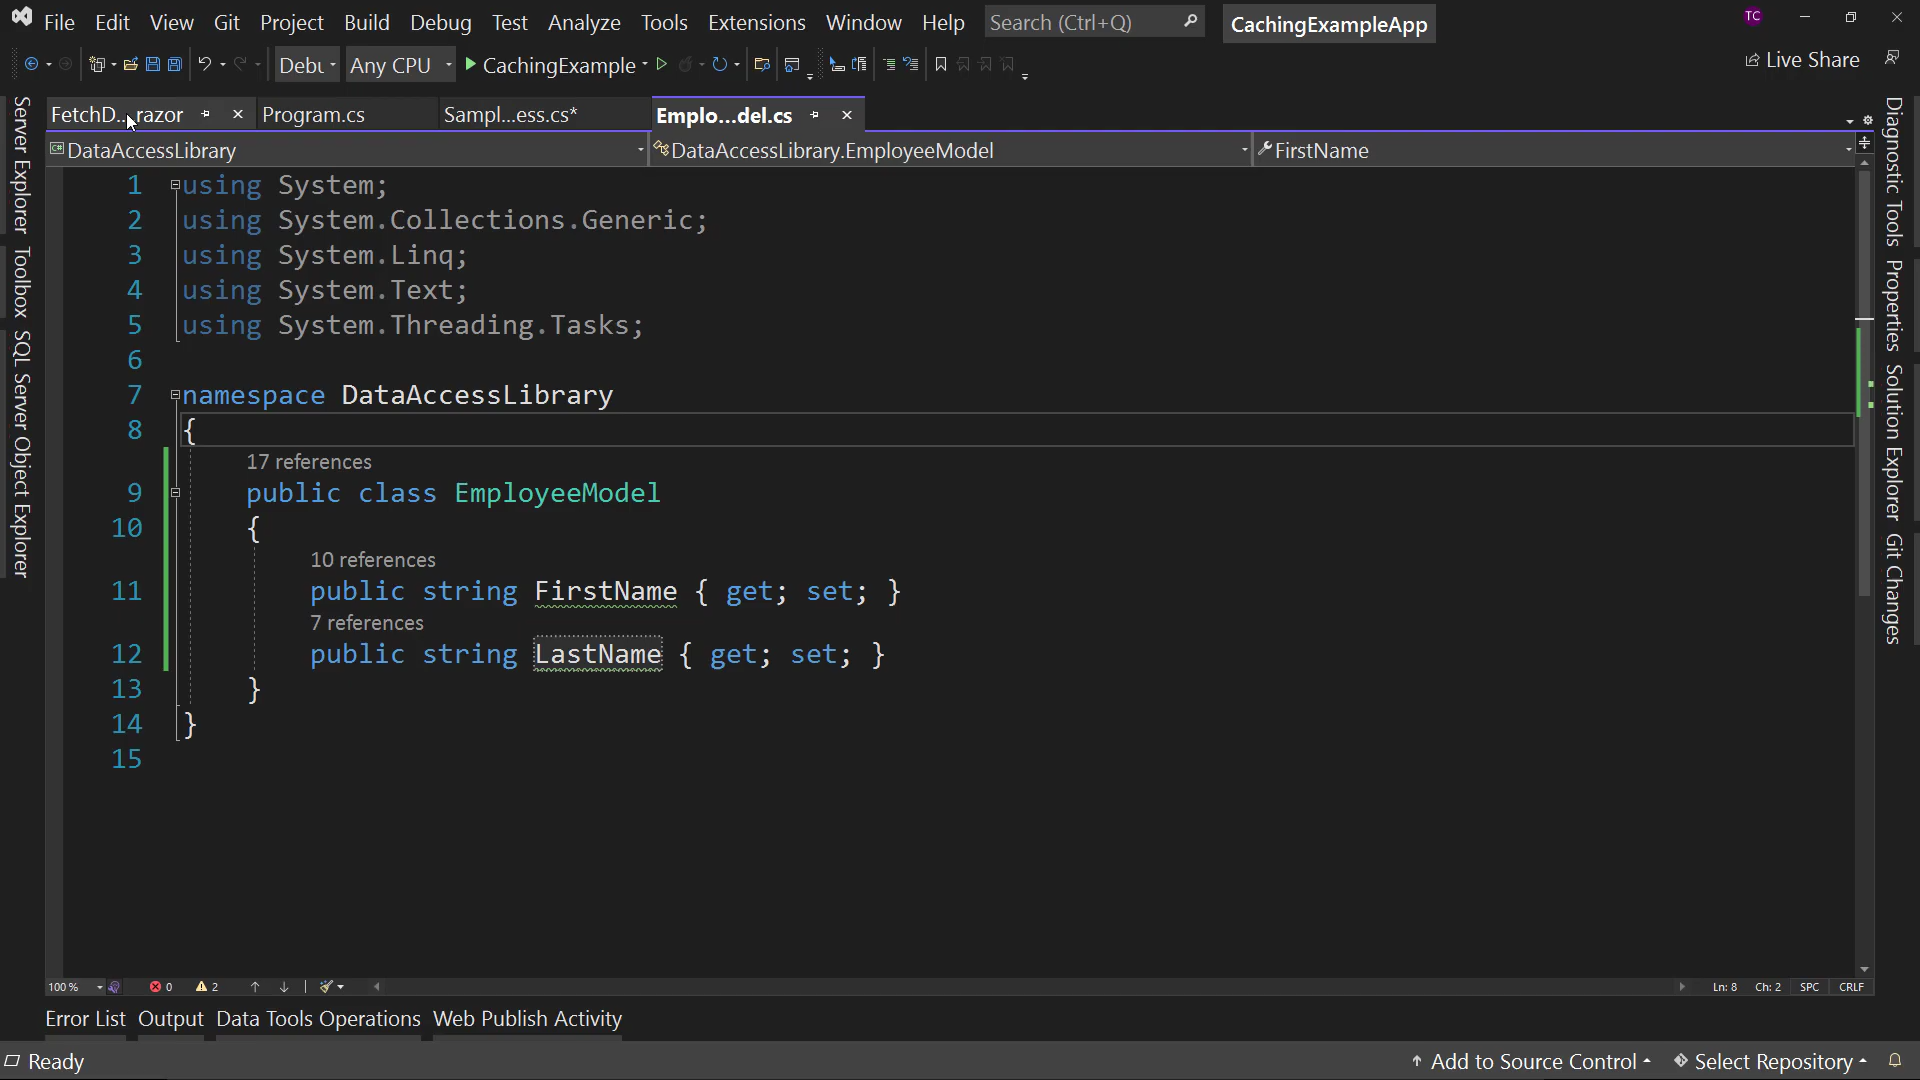 File Edit View Git Project Build Debug Test Analyze Tools Extensions Window Help Search (Ctrl+Q) CachingExampleApp TC
Debu Any CPU CachingExample Live Share
FetchD...razor Program.cs Sampl...ess.cs* Emplo...del.cs
DataAccessLibrary DataAccessLibrary.EmployeeModel FirstName
1 using System;
2 using System.Collections.Generic;
3 using System.Linq;
4 using System.Text;
5 using System.Threading.Tasks;
6
7 namespace DataAccessLibrary
8 {
17 references
9 public class EmployeeModel
10 {
10 references
11 public string FirstName { get; set; }
7 references
12 public string LastName { get; set; }
13 }
14 }
15
Server Explorer
Toolbox
SQL Server Object Explorer
Diagnostic Tools
Properties
Solution Explorer
Git Changes
100 % 0 2 Ln: 8 Ch: 2 SPC CRLF
Error List Output Data Tools Operations Web Publish Activity
Ready Add to Source Control Select Repository